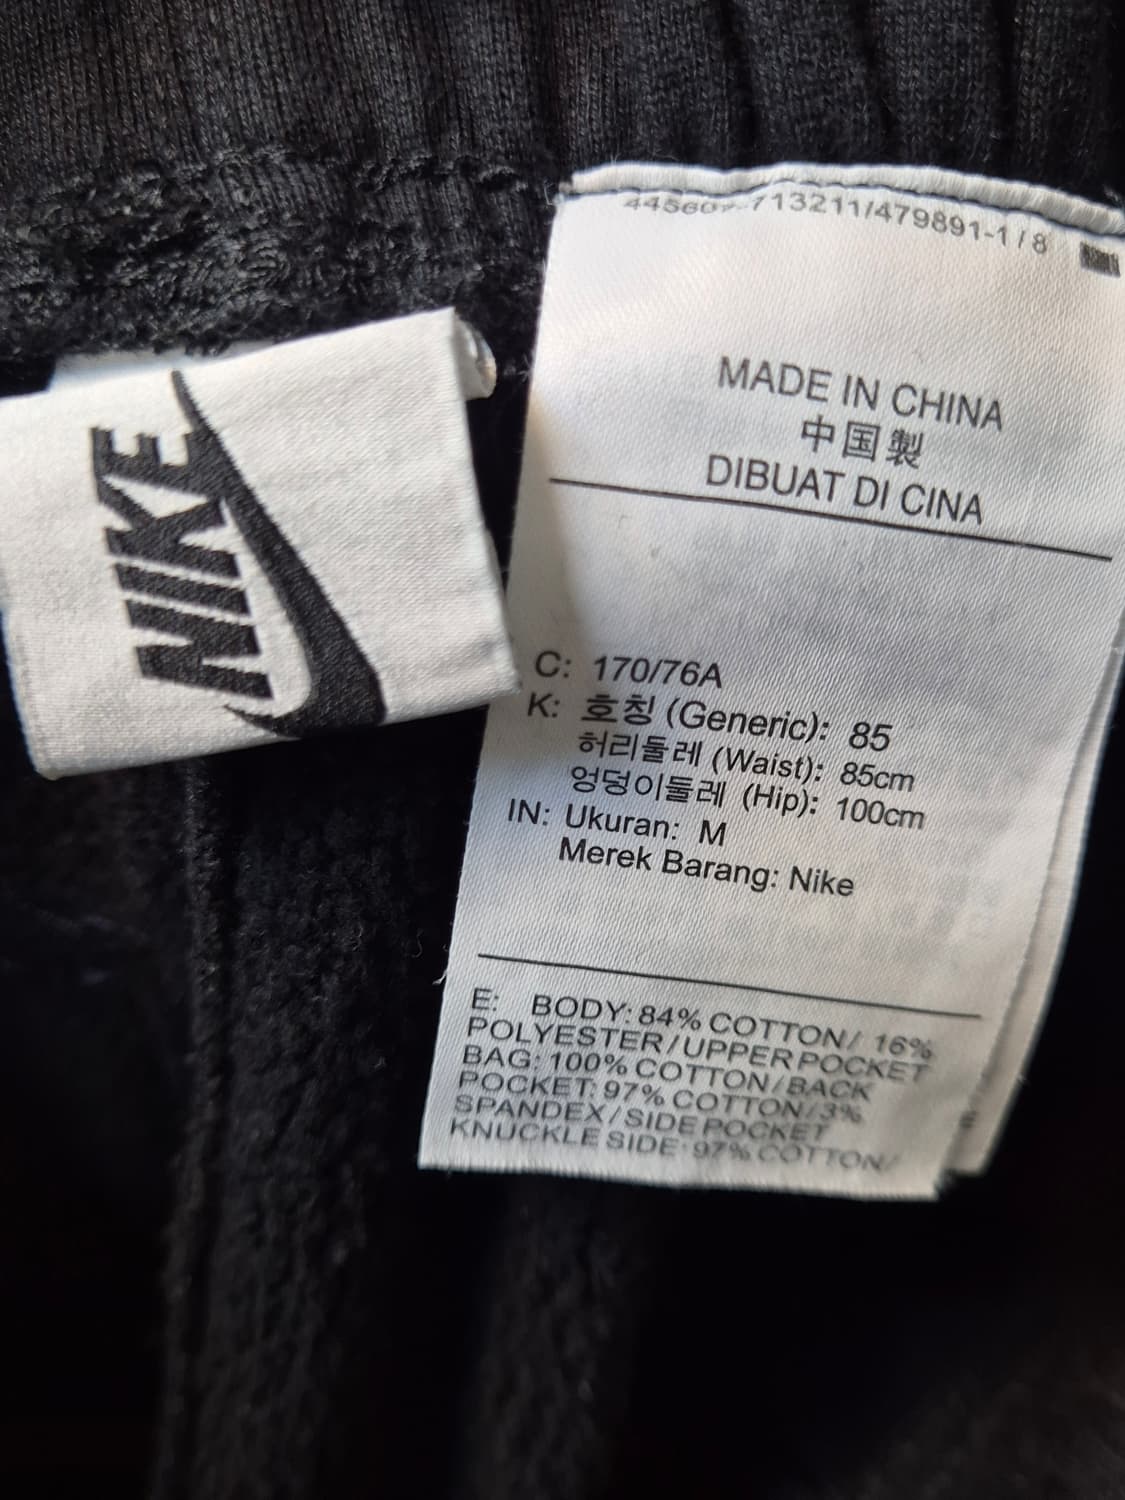 NIKE
713211/479891-1/8
MADE IN CHINA
中国製
DIBUAT DI CINA
C: 170/76A
K: 호칭 (Generic): 85
허리둘레 (Waist): 85cm
엉덩이둘레 (Hip): 100cm
IN: Ukuran: M
Merek Barang: Nike
E: BODY: 84% COTTON/ 16%
POLYESTER/UPPER POCKET
BAG: 100% COTTON/BACK
POCKET: 97% COTTON/3%
SPANDEX/SIDE POCKET
KNUCKLE SIDE: 97% COTTON/